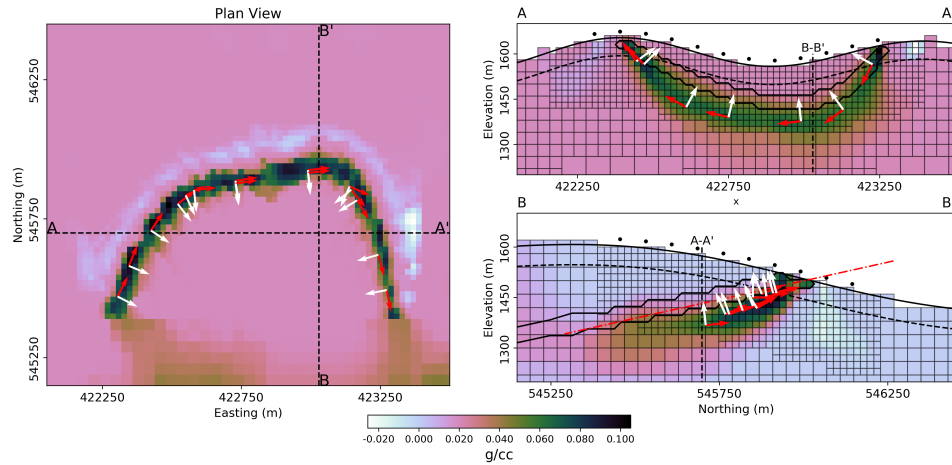 Plan View
B'
546250
545750
545250
Northing (m)
A
A'
B
422250
422750
423250
Easting (m)
A
A
1600
1450
1300
Elevation (m)
B-B'
422250
422750
423250
x
B
B
1600
1450
1300
Elevation (m)
A-A'
545250
545750
546250
Northing (m)
-0.020
0.000
0.020
0.040
0.060
0.080
0.100
g/cc